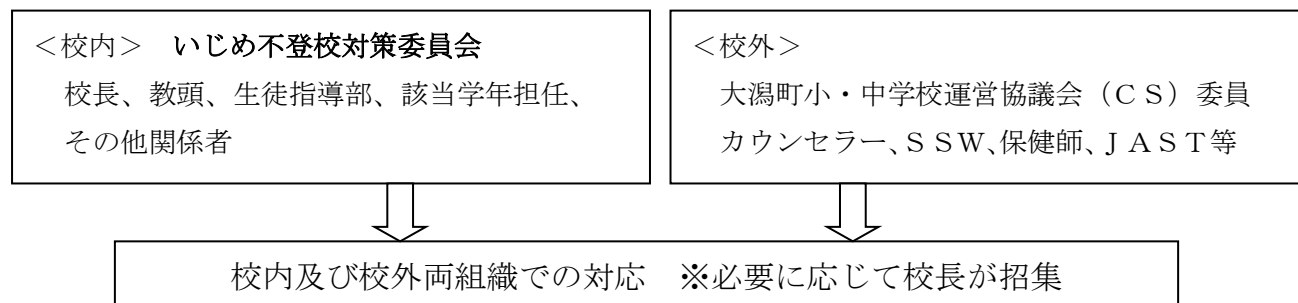 ＜校内＞　いじめ不登校対策委員会
校長、教頭、生徒指導部、該当学年担任、
その他関係者
＜校外＞
大潟町小・中学校運営協議会（ＣＳ）委員
カウンセラー、ＳＳＷ、保健師、ＪＡＳＴ等
校内及び校外両組織での対応　※必要に応じて校長が招集